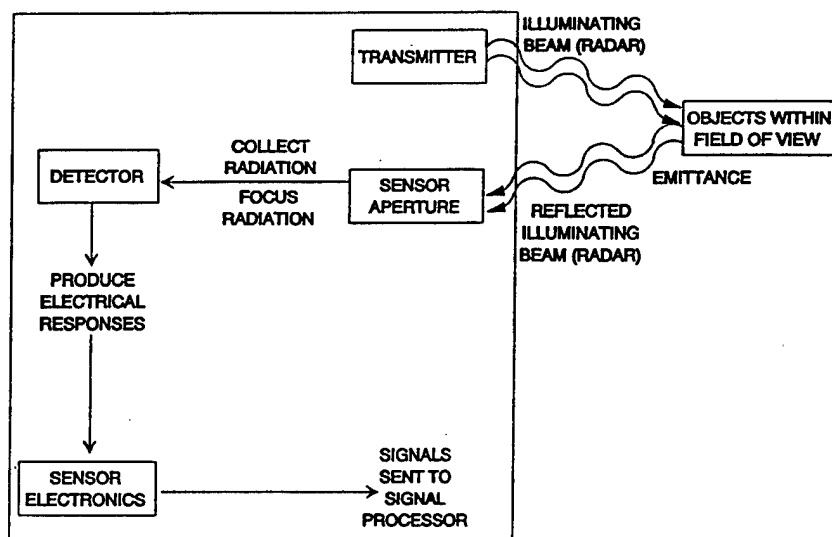 ILLUMINATING
BEAM (RADAR)
TRANSMITTER
OBJECTS WITHIN
FIELD OF VIEW
COLLECT
RADIATION
DETECTOR
FOCUS
RADIATION
SENSOR
APERTURE
EMITTANCE
REFLECTED
ILLUMINATING
BEAM (RADAR)
PRODUCE
ELECTRICAL
RESPONSES
SENSOR
ELECTRONICS
SIGNALS
SENT TO
SIGNAL
PROCESSOR